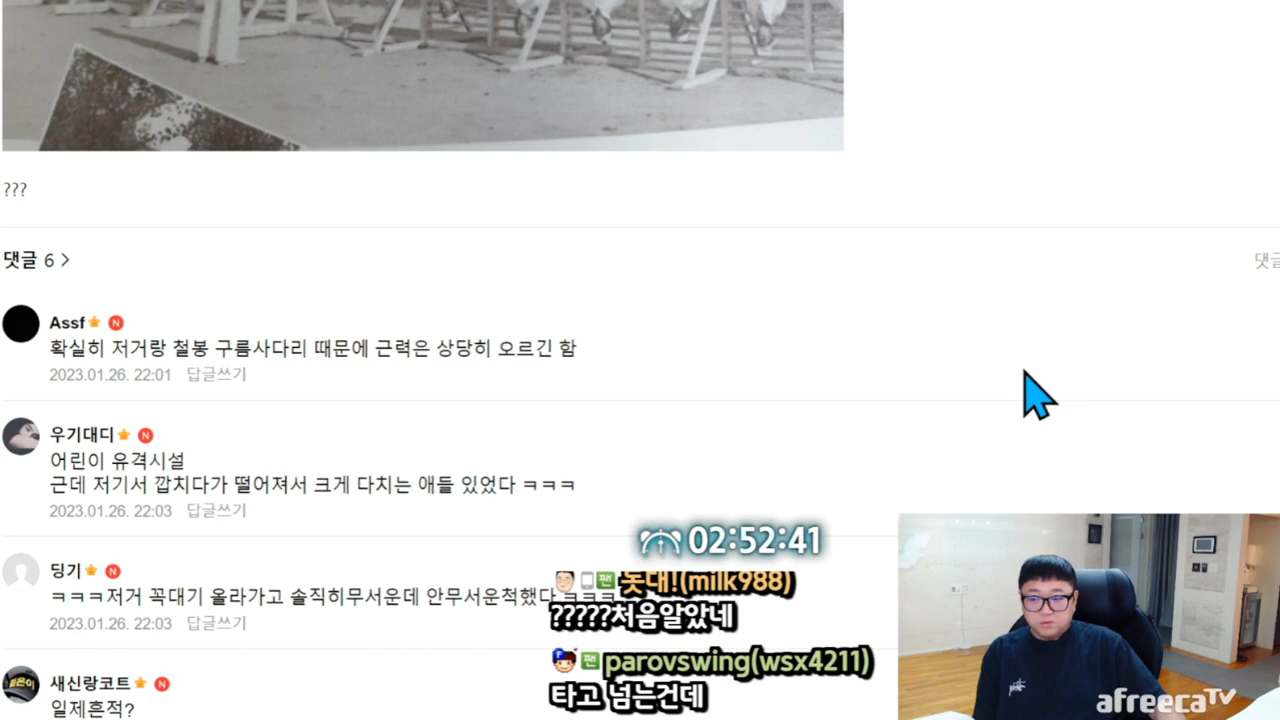 ???
댓글 6 >
댓글
Assf N
확실히 저거랑 철봉 구름사다리 때문에 근력은 상당히 오르긴 함
2023.01.26. 22:01 답글쓰기
우기대디 N
어린이 유격시설
근데 저기서 깝치다가 떨어져서 크게 다치는 애들 있었다 ㅋㅋㅋ
2023.01.26. 22:03 답글쓰기
딩기 N
ㅋㅋㅋ저거 꼭대기 올라가고 솔직히무서운데 안무서운척했다 ㅋㅋㅋ
2023.01.26. 22:03 답글쓰기
새신랑코트 N
일제흔적?
02:52:41
팬 돗대!(milk988)
?????처음알았네
팬 parovswing(wsx4211)
타고 넘는건데
afreecaTV